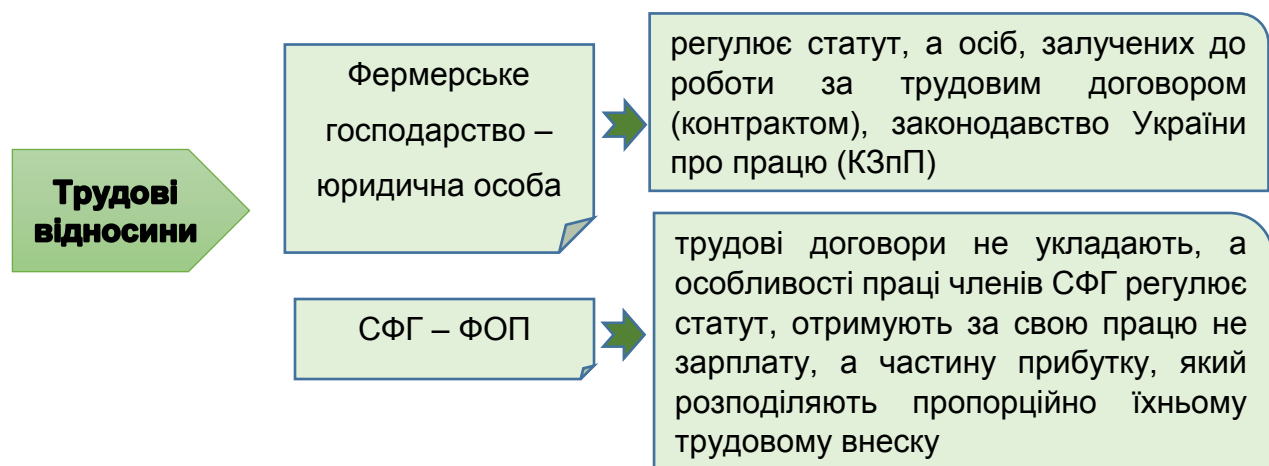 Трудові
відносини
Фермерське
господарство –
юридична особа
регулює статут, а осіб, залучених до
роботи за трудовим договором
(контрактом), законодавство України
про працю (КЗпП)
СФГ – ФОП
трудові договори не укладають, а
особливості праці членів СФГ регулює
статут, отримують за свою працю не
зарплату, а частину прибутку, який
розподіляють пропорційно їхньому
трудовому внеску